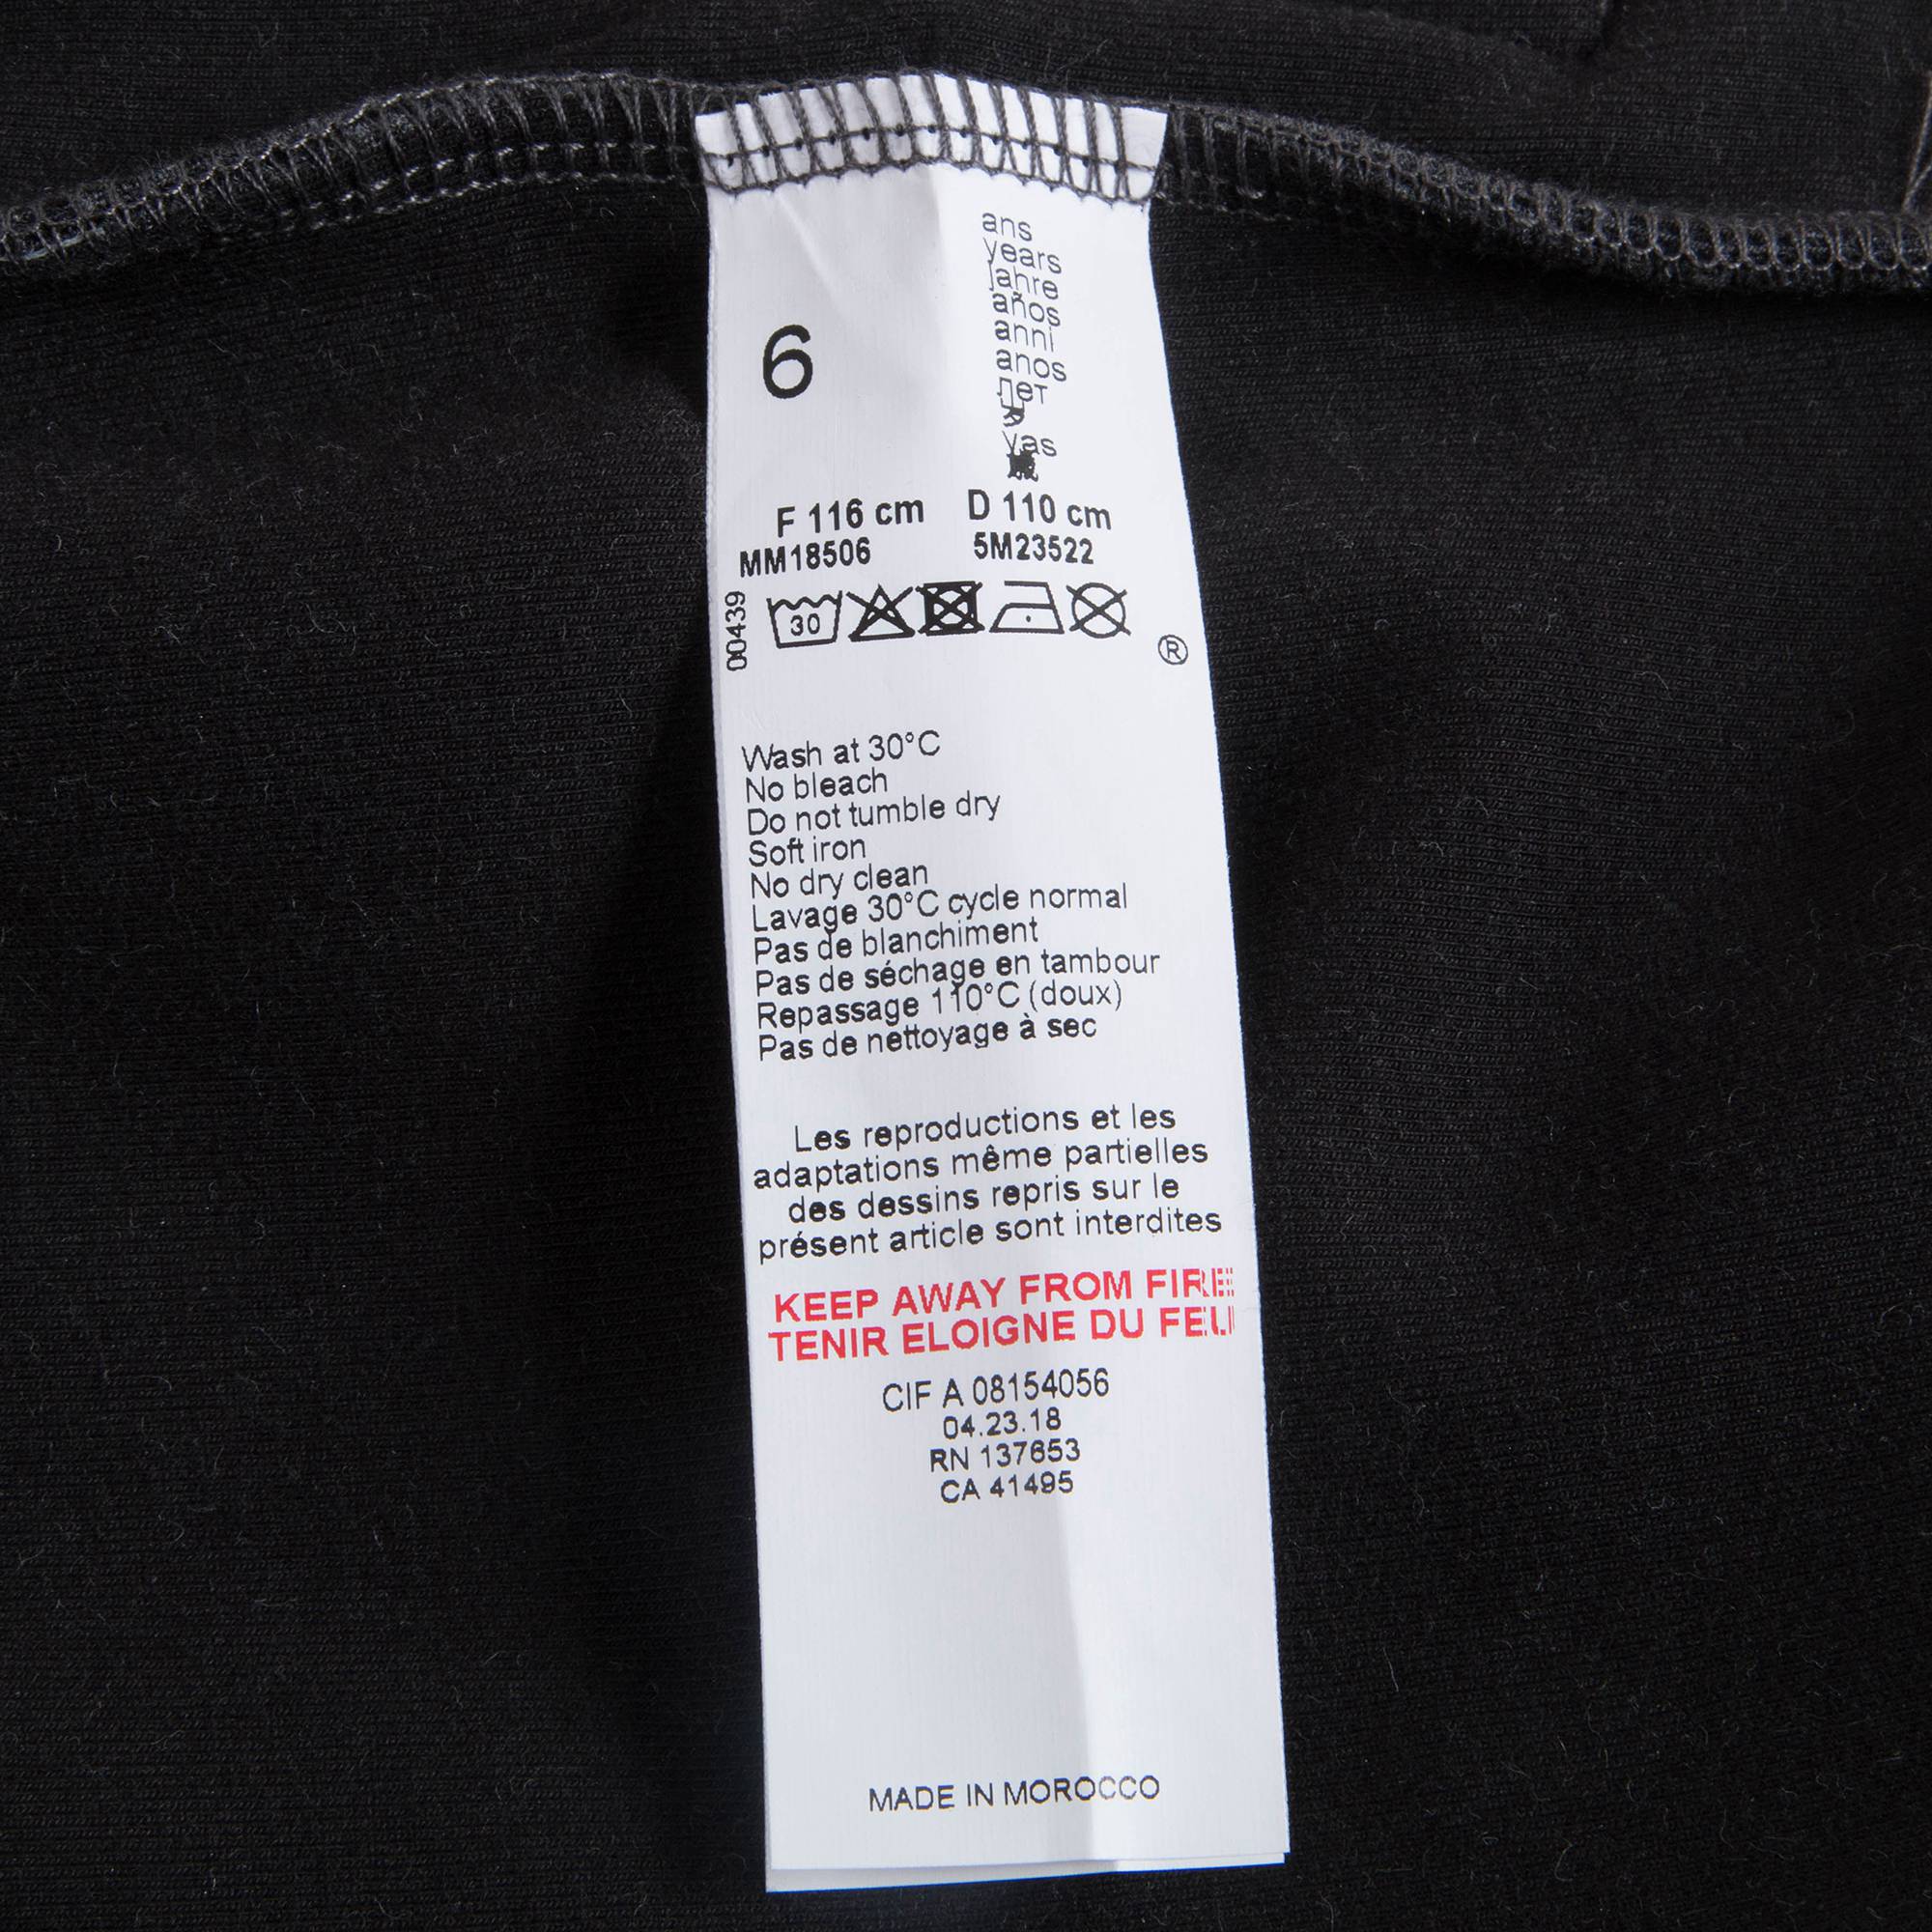 ans
years
Jahre
años
anni
anos
лет
yas
6
F 116 cm D 110 cm
MM18506 5M23522
00439
30
®
Wash at 30°C
No bleach
Do not tumble dry
Soft iron
No dry clean
Lavage 30°C cycle normal
Pas de blanchiment
Pas de séchage en tambour
Repassage 110°C (doux)
Pas de nettoyage à sec
Les reproductions et les
adaptations même partielles
des dessins repris sur le
présent article sont interdites
KEEP AWAY FROM FIRE
TENIR ELOIGNE DU FEU
CIF A 08154056
04.23.18
RN 137653
CA 41495
MADE IN MOROCCO